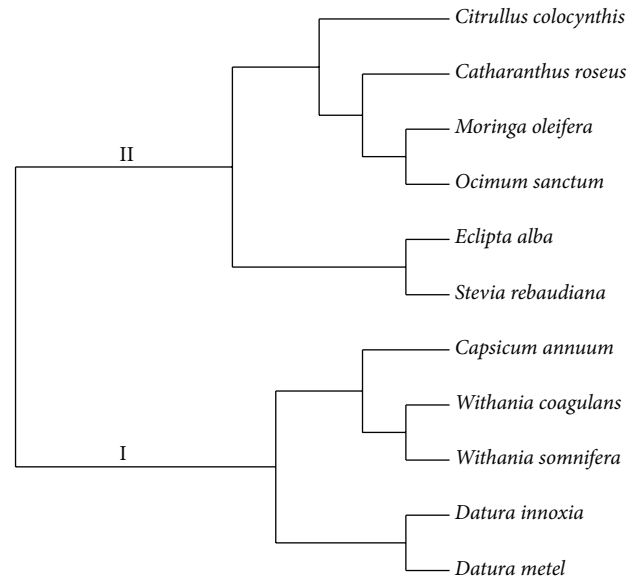 Citrullus colocynthis
Catharanthus roseus
Moringa oleifera
II
Ocimum sanctum
Eclipta alba
Stevia rebaudiana
Capsicum annuum
Withania coagulans
I
Withania somnifera
Datura innoxia
Datura metel